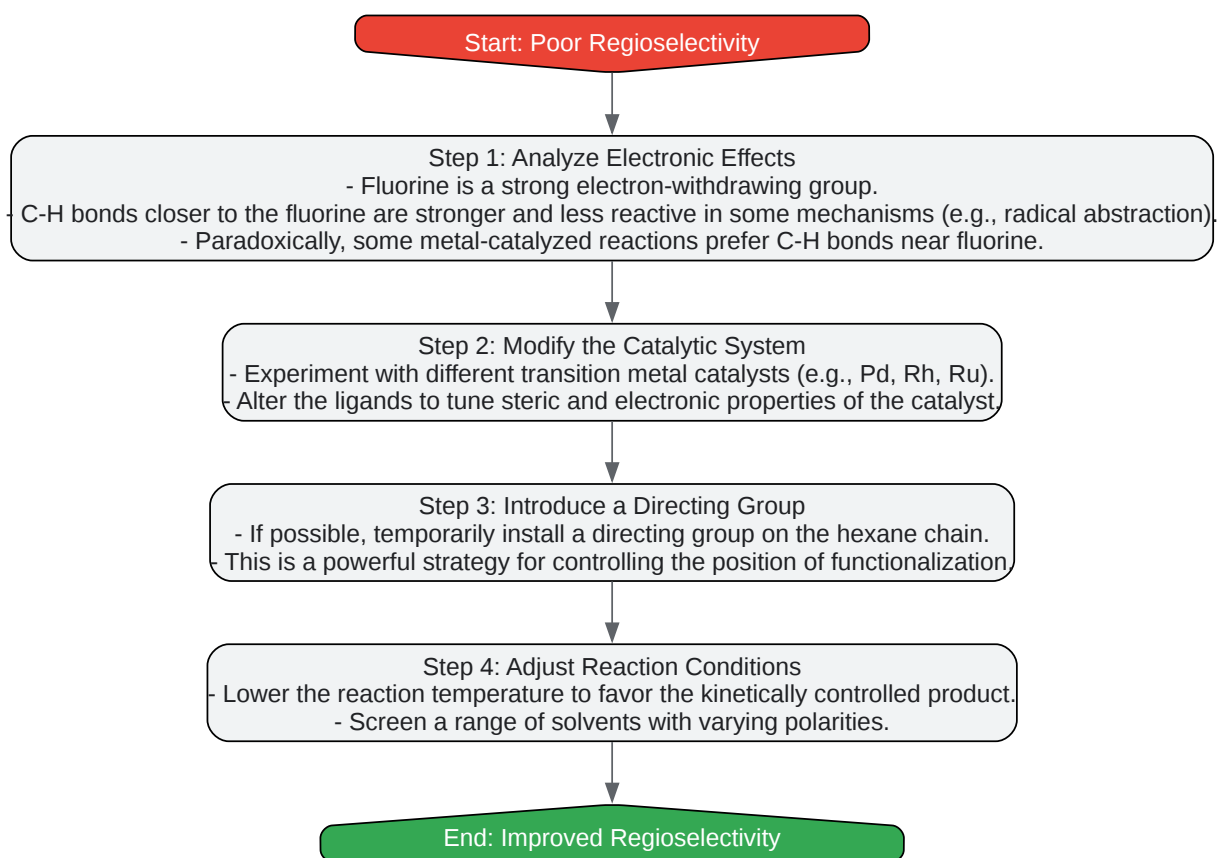 Start: Poor Regioselectivity
Step 1: Analyze Electronic Effects
- Fluorine is a strong electron-withdrawing group.
- C-H bonds closer to the fluorine are stronger and less reactive in some mechanisms (e.g., radical abstraction).
- Paradoxically, some metal-catalyzed reactions prefer C-H bonds near fluorine.
Step 2: Modify the Catalytic System
- Experiment with different transition metal catalysts (e.g., Pd, Rh, Ru).
- Alter the ligands to tune steric and electronic properties of the catalyst.
Step 3: Introduce a Directing Group
- If possible, temporarily install a directing group on the hexane chain.
- This is a powerful strategy for controlling the position of functionalization.
Step 4: Adjust Reaction Conditions
- Lower the reaction temperature to favor the kinetically controlled product.
- Screen a range of solvents with varying polarities.
End: Improved Regioselectivity